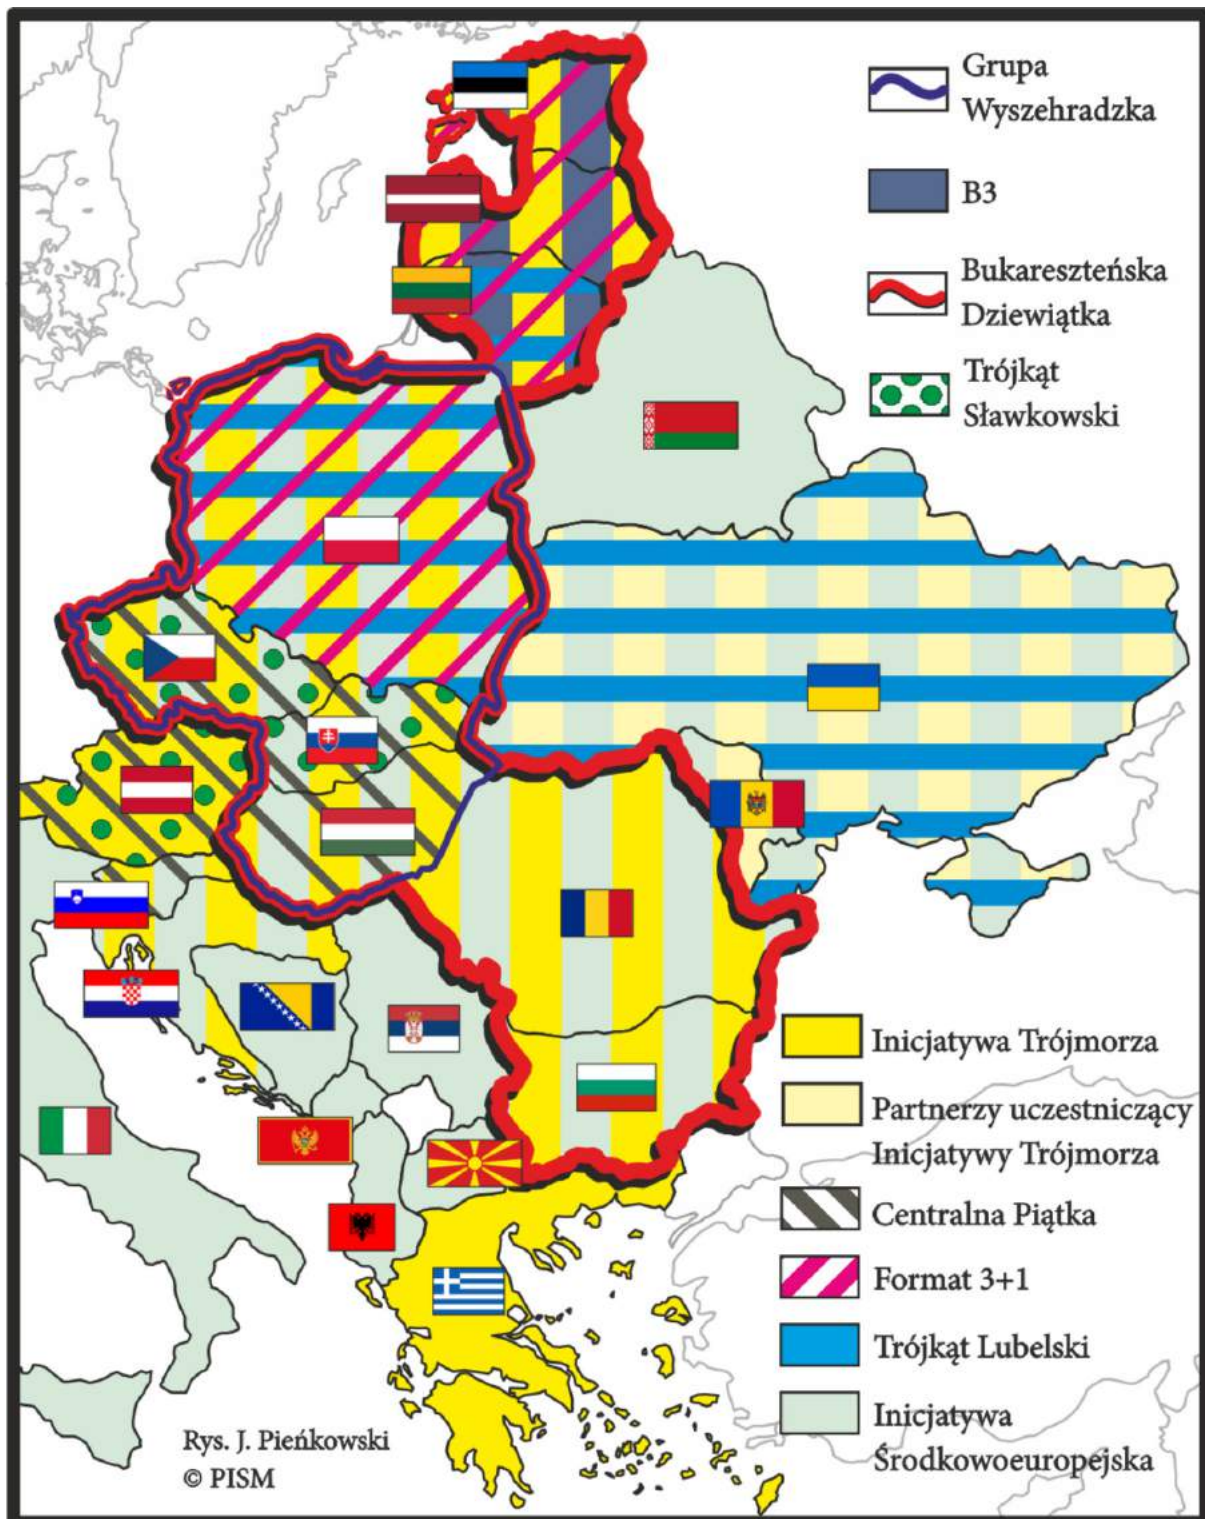 Grupa
Wyszehradzka
B3
Bukareszteńska
Dziewiątka
Trójkąt
Sławkowski
Inicjatywa Trójmorza
Partnerzy uczestniczący
Inicjatywy Trójmorza
Centralna Piątka
Format 3+1
Trójkąt Lubelski
Inicjatywa
Środkowoeuropejska
Rys. J. Pieńkowski
© PISM